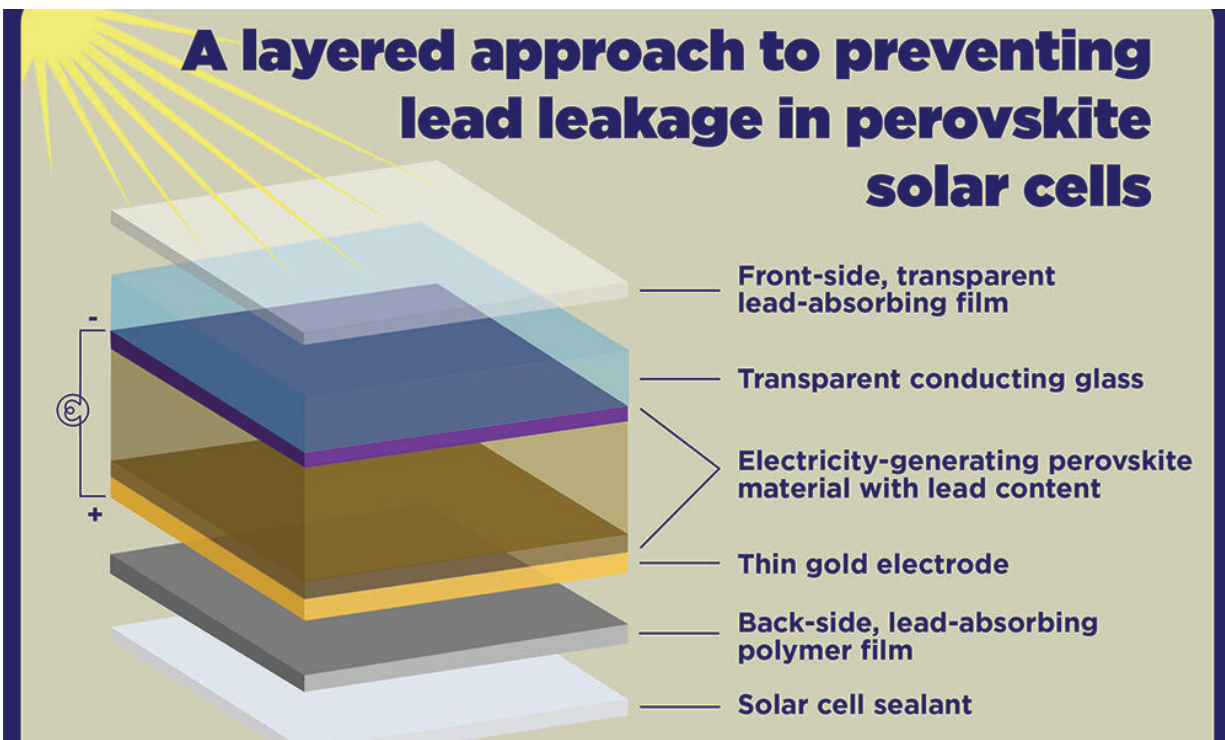 A layered approach to preventing
lead leakage in perovskite
solar cells
Front-side, transparent
lead-absorbing film
-
Transparent conducting glass
Electricity-generating perovskite
material with lead content
+
Thin gold electrode
Back-side, lead-absorbing
polymer film
Solar cell sealant